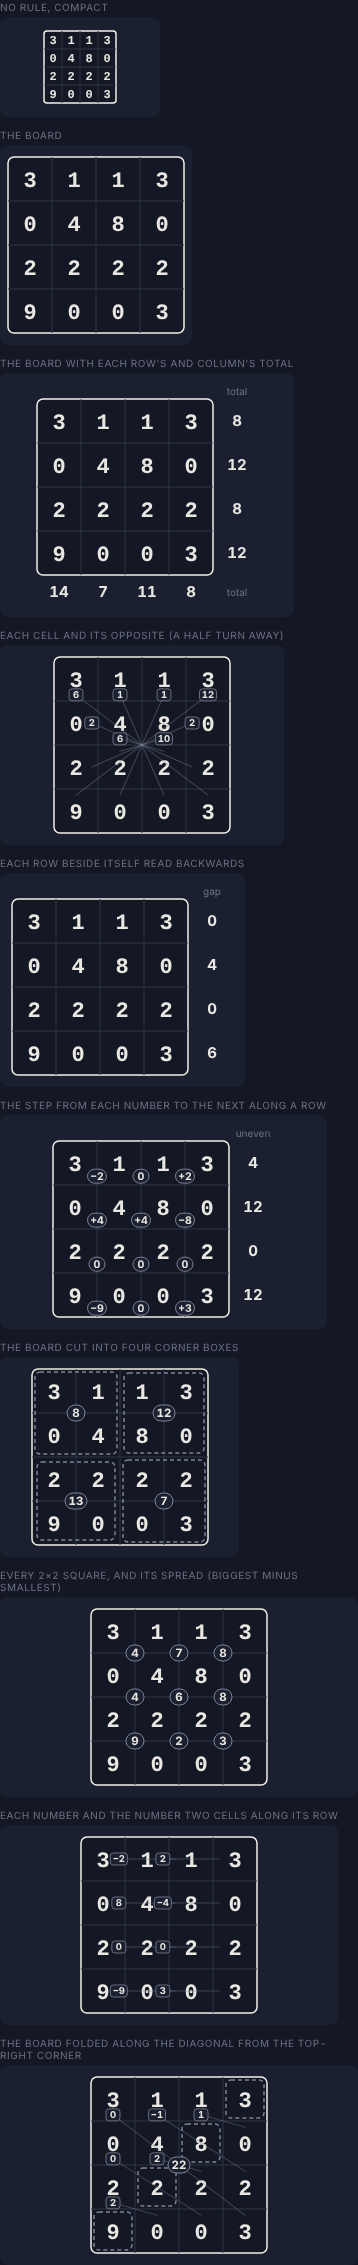 NO RULE, COMPACT
3 1 1 3
0 4 8 0
2 2 2 2
9 0 0 3
THE BOARD
3 1 1 3
0 4 8 0
2 2 2 2
9 0 0 3
THE BOARD WITH EACH ROW'S AND COLUMN'S TOTAL
total
3 1 1 3 8
0 4 8 0 12
2 2 2 2 8
9 0 0 3 12
14 7 11 8 total
EACH CELL AND ITS OPPOSITE (A HALF TURN AWAY)
3 1 1 3
6 1 1 12
0 2 4 8 2 0
6 10
2 2 2 2
9 0 0 3
EACH ROW BESIDE ITSELF READ BACKWARDS
gap
3 1 1 3 0
0 4 8 0 4
2 2 2 2 0
9 0 0 3 6
THE STEP FROM EACH NUMBER TO THE NEXT ALONG A ROW
uneven
3 1 1 3 4
−2 0 +2
0 4 8 0 12
+4 +4 −8
2 2 2 2 0
0 0 0
9 0 0 3 12
−9 0 +3
THE BOARD CUT INTO FOUR CORNER BOXES
3 1 1 3
8 12
0 4 8 0
2 2 2 2
13 7
9 0 0 3
EVERY 2×2 SQUARE, AND ITS SPREAD (BIGGEST MINUS
SMALLEST)
3 1 1 3
4 7 8
0 4 8 0
4 6 8
2 2 2 2
9 2 3
9 0 0 3
EACH NUMBER AND THE NUMBER TWO CELLS ALONG ITS ROW
3 −2 1 2 1 3
0 8 4 −4 8 0
2 0 2 0 2 2
9 −9 0 3 0 3
THE BOARD FOLDED ALONG THE DIAGONAL FROM THE TOP-
RIGHT CORNER
3 1 1 3
0 −1 1
0 4 8 0
0 2 22
2 2 2 2
2
9 0 0 3